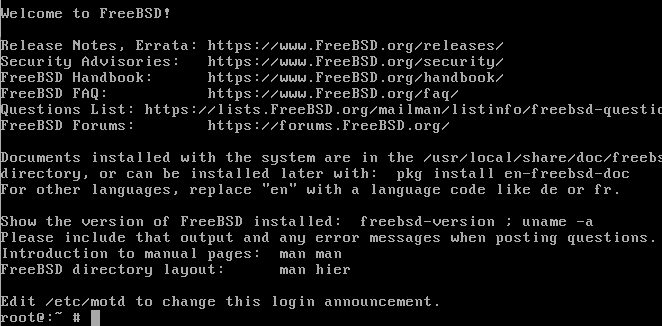 Welcome to FreeBSD!
Release Notes, Errata: https://www.FreeBSD.org/releases/
Security Advisories:   https://www.FreeBSD.org/security/
FreeBSD Handbook:      https://www.FreeBSD.org/handbook/
FreeBSD FAQ:           https://www.FreeBSD.org/faq/
Questions List: https://lists.FreeBSD.org/mailman/listinfo/freebsd-questio
FreeBSD Forums:        https://forums.FreeBSD.org/
Documents installed with the system are in the /usr/local/share/doc/freebs
directory, or can be installed later with:  pkg install en-freebsd-doc
For other languages, replace "en" with a language code like de or fr.
Show the version of FreeBSD installed:  freebsd-version ; uname -a
Please include that output and any error messages when posting questions.
Introduction to manual pages:  man man
FreeBSD directory layout:      man hier
Edit /etc/motd to change this login announcement.
root@:~ #